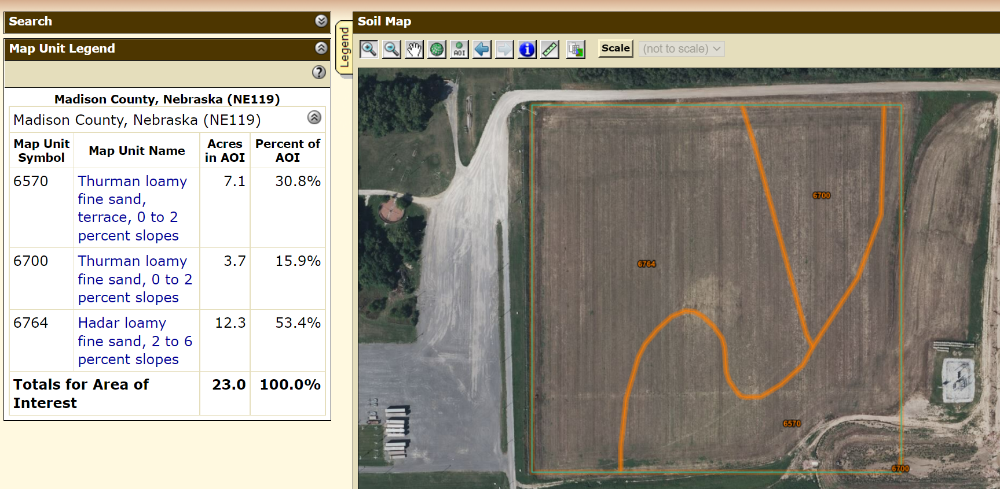 Search
Map Unit Legend
?
Madison County, Nebraska (NE119)
Madison County, Nebraska (NE119)
Map Unit Symbol
Map Unit Name
Acres in AOI
Percent of AOI
6570
Thurman loamy
fine sand,
terrace, 0 to 2
percent slopes
7.1
30.8%
6700
Thurman loamy
fine sand, 0 to 2
percent slopes
3.7
15.9%
6764
Hadar loamy
fine sand, 2 to 6
percent slopes
12.3
53.4%
Totals for Area of
Interest
23.0
100.0%
Legend
Soil Map
AOI
i
Scale
(not to scale)
6700
6764
6570
6700